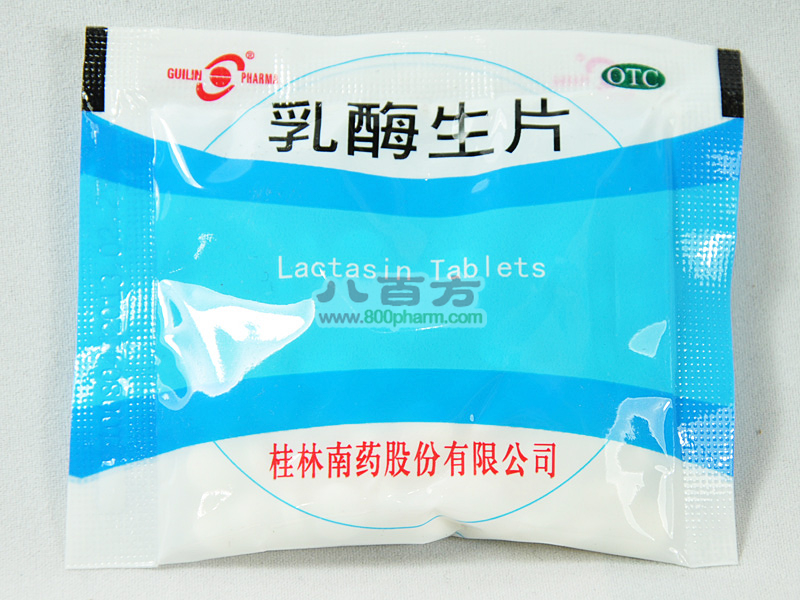 GUILIN PHARMA ®
OTC
乳酶生片
Lactasin Tablets
八百方
www.800pharm.com
桂林南药股份有限公司